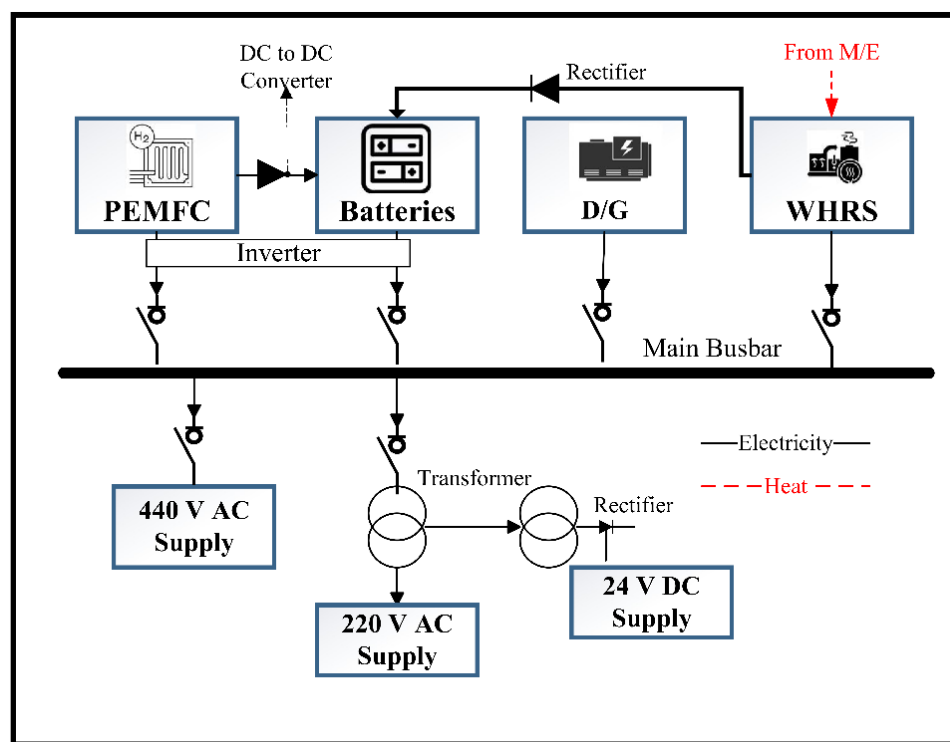 DC to DC
Converter
Rectifier
From M/E
H2
PEMFC
Batteries
D/G
WHRS
Inverter
Main Busbar
Transformer
Electricity
Heat
Rectifier
440 V AC
Supply
24 V DC
Supply
220 V AC
Supply